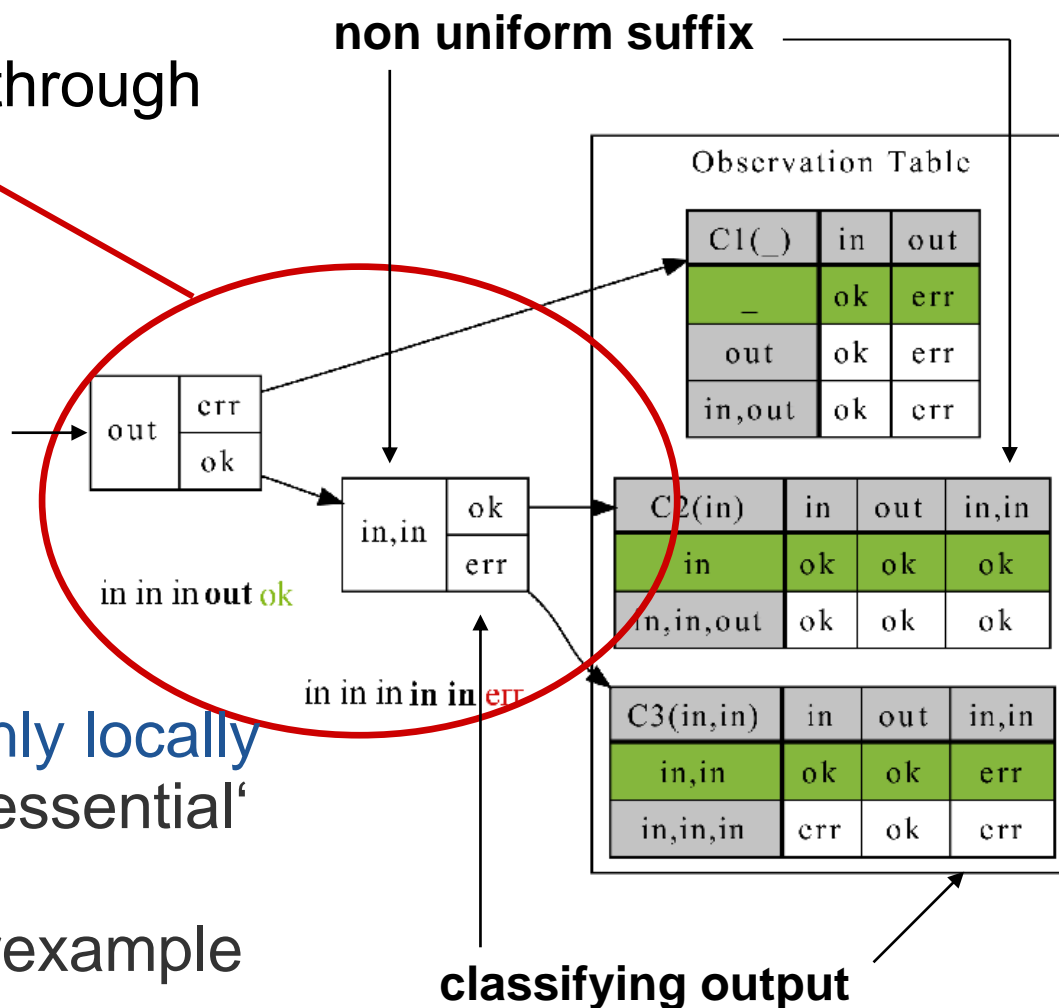 non uniform suffix
through
Observation Table
C1(_) in out
_ ok err
out ok err
in,out ok err
out err
ok
in,in ok
err
C2(in) in out in,in
in ok ok ok
in,in,out ok ok ok
in in in out ok
in in in in in err
C3(in,in) in out in,in
in,in ok ok err
in,in,in err ok err
nly locally
essential‘
example
classifying output